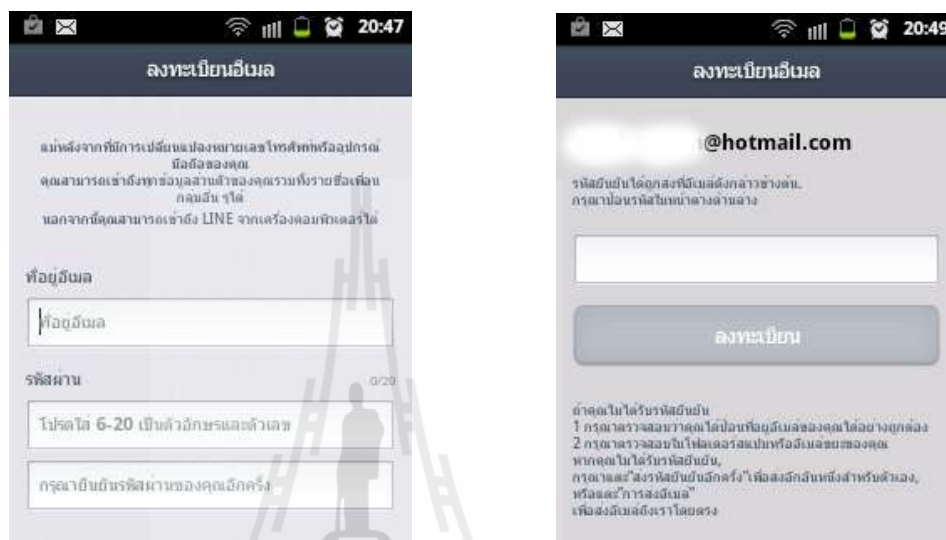 20:47
ลงทะเบียนอีเมล
แม้หลังจากที่มีการเปลี่ยนแปลงหมายเลขโทรศัพท์หรืออุปกรณ์
มือถือของคุณ
คุณสามารถเข้าถึงทุกข้อมูลส่วนตัวของคุณรวมทั้งรายชื่อเพื่อน
กลุ่มอื่น ๆได้
นอกจากนี้คุณสามารถเข้าถึง LINE จากเครื่องคอมพิวเตอร์ได้
ที่อยู่อีเมล
ที่อยู่อีเมล
รหัสผ่าน 0/20
โปรดใส่ 6-20 เป็นตัวอักษรและตัวเลข
กรุณายืนยันรหัสผ่านของคุณอีกครั้ง
20:49
ลงทะเบียนอีเมล
@hotmail.com
รหัสยืนยันได้ถูกส่งที่อีเมล์ดังกล่าวข้างต้น.
กรุณาป้อนรหัสในหน้าต่างด้านล่าง
ลงทะเบียน
ถ้าคุณไม่ได้รับรหัสยืนยัน
1 กรุณาตรวจสอบว่าคุณได้ป้อนที่อยู่อีเมลของคุณได้อย่างถูกต้อง
2 กรุณาตรวจสอบในโฟลเดอร์สแปมหรืออีเมลขยะของคุณ
หากคุณไม่ได้รับรหัสยืนยัน,
กรุณาแตะ"ส่งรหัสยืนยันอีกครั้ง"เพื่อส่งอีกอันหนึ่งสำหรับตัวเอง,
หรือแตะ"การส่งอีเมล"
เพื่อส่งอีเมล์ถึงเราโดยตรง